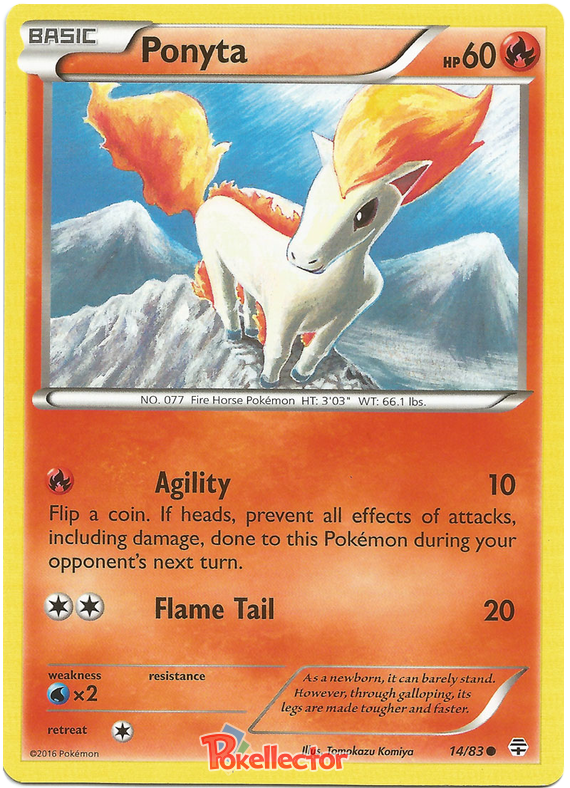 BASIC
Ponyta
HP60
NO. 077 Fire Horse Pokémon HT: 3'03" WT: 66.1 lbs.
Agility 10
Flip a coin. If heads, prevent all effects of attacks,
including damage, done to this Pokémon during your
opponent's next turn.
Flame Tail 20
weakness resistance
×2
As a newborn, it can barely stand.
However, through galloping, its
legs are made tougher and faster.
retreat
©2016 Pokémon
Pokellector
Illus. Tomokazu Komiya
14/83